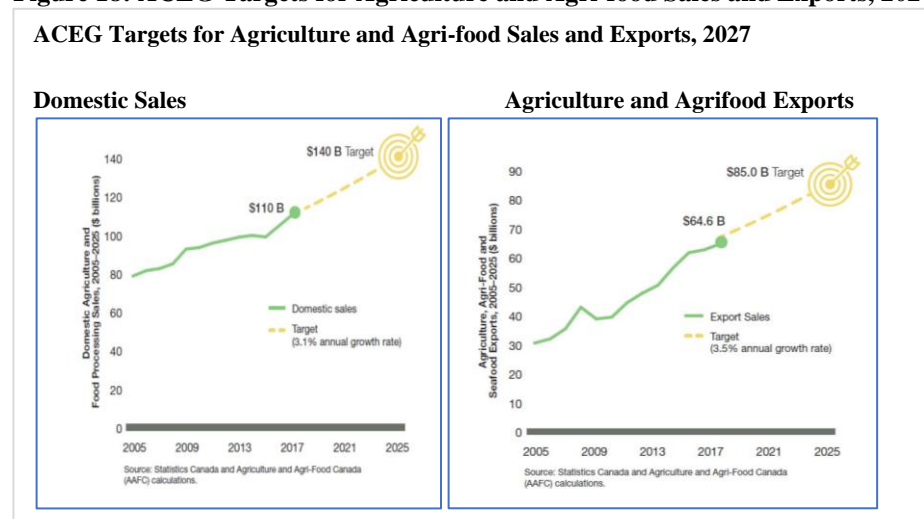 ACEG Targets for Agriculture and Agri-food Sales and Exports, 2027
Domestic Sales
Agriculture and Agrifood Exports
Domestic Agriculture and
Food Processing Sales, 2005–2025 ($ billions)
140
120
100
80
60
40
20
0
$140 B Target
$110 B
Domestic sales
Target
(3.1% annual growth rate)
2005 2009 2013 2017 2021 2025
Source: Statistics Canada and Agriculture and Agri-Food Canada
(AAFC) calculations.
Agriculture, Agri-Food and
Seafood Exports, 2005–2025 ($ billions)
90
80
70
60
50
40
30
20
10
0
$85.0 B Target
$64.6 B
Export Sales
Target
(3.5% annual growth rate)
2005 2009 2013 2017 2021 2025
Source: Statistics Canada and Agriculture and Agri-Food Canada
(AAFC) calculations.